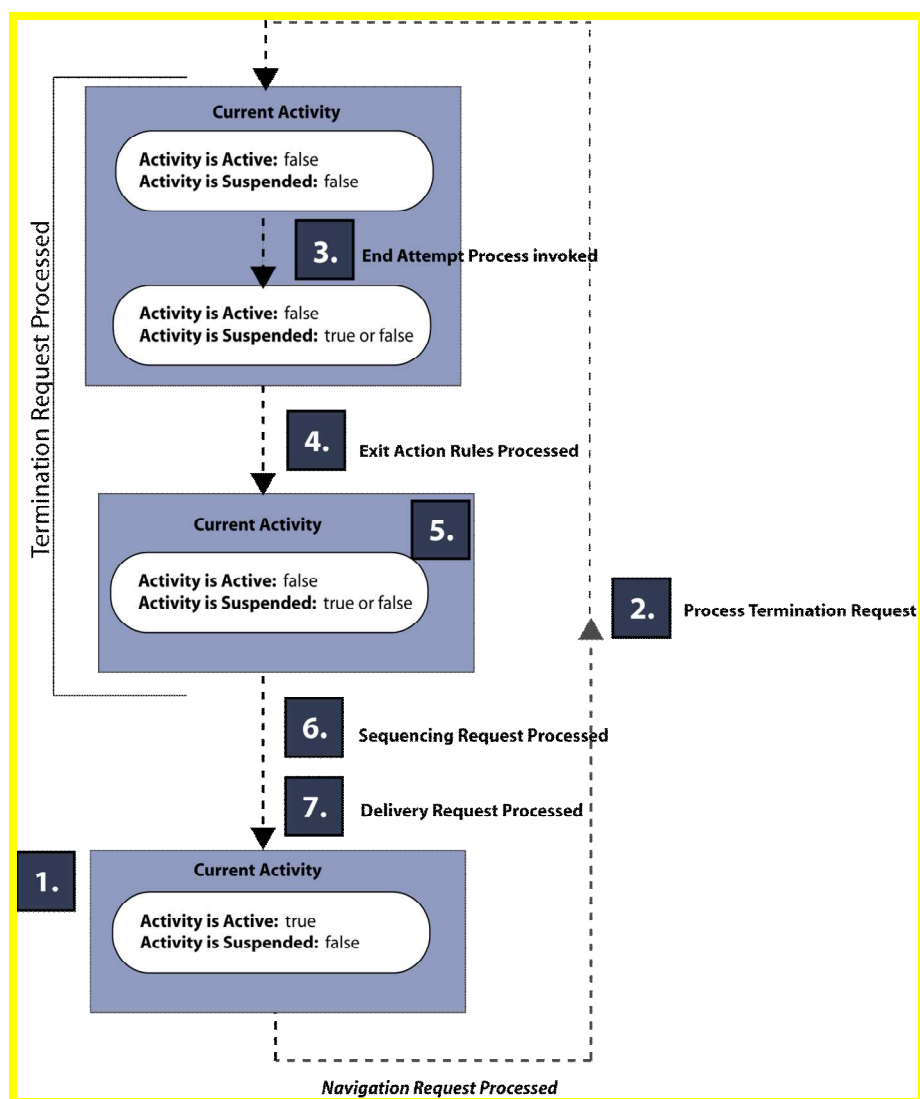 Current Activity
Activity is Active: false
Activity is Suspended: false
3.
End Attempt Process invoked
Activity is Active: false
Activity is Suspended: true or false
Termination Request Processed
4.
Exit Action Rules Processed
Current Activity
5.
Activity is Active: false
Activity is Suspended: true or false
2.
Process Termination Request
6.
Sequencing Request Processed
7.
Delivery Request Processed
1.
Current Activity
Activity is Active: true
Activity is Suspended: false
Navigation Request Processed